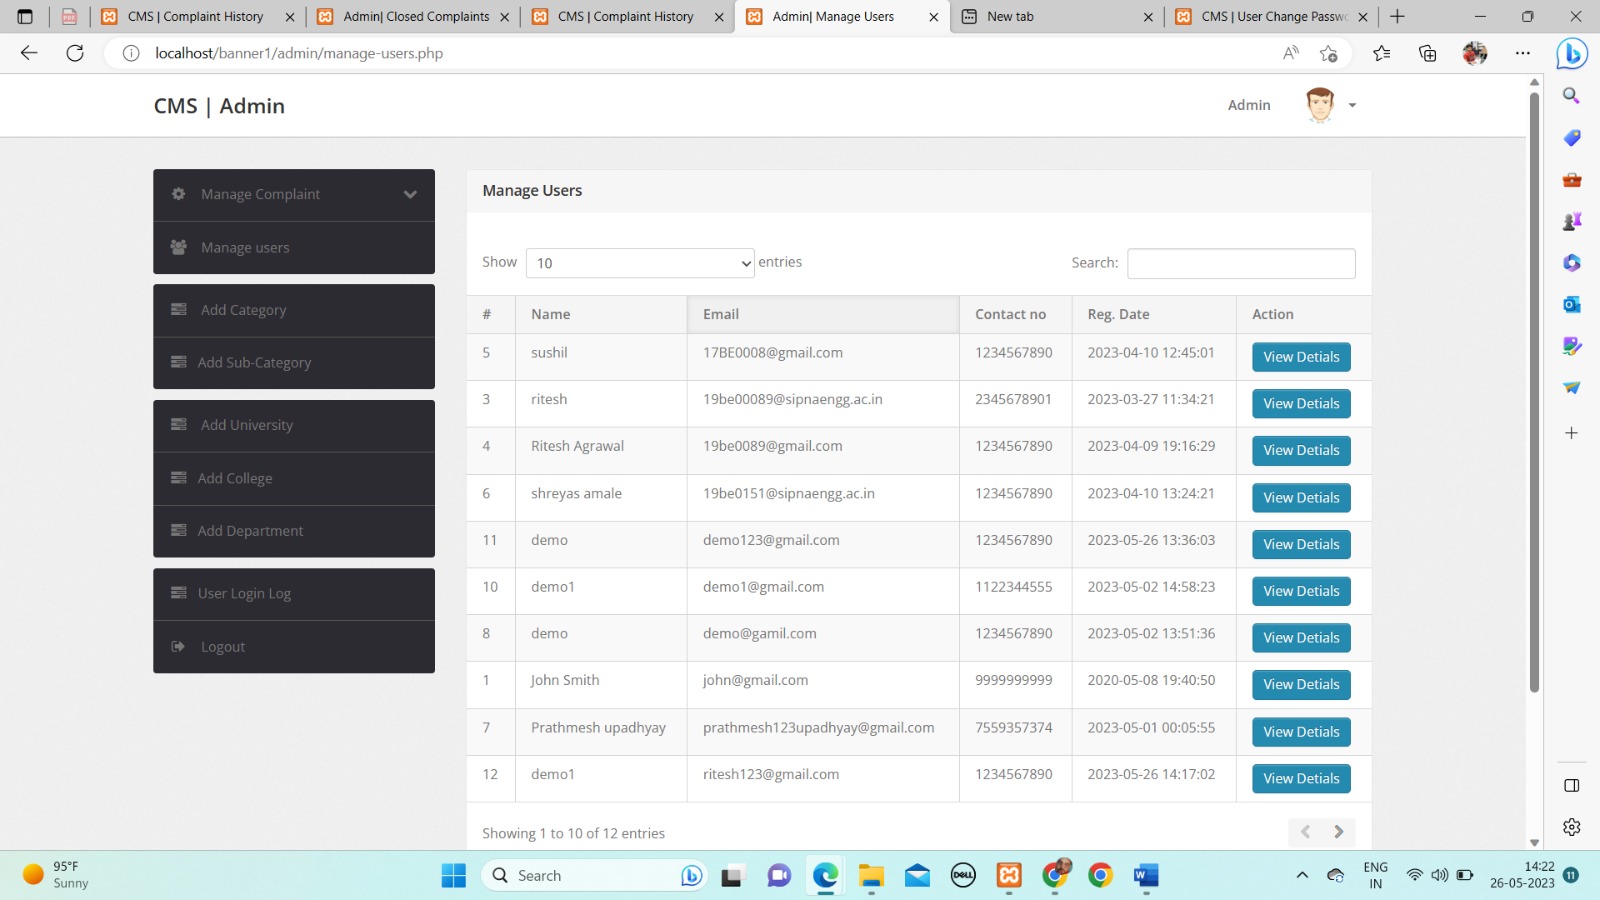 CMS | Complaint History
Admin| Closed Complaints
CMS | Complaint History
Admin| Manage Users
New tab
CMS | User Change Passwo
localhost/banner1/admin/manage-users.php
CMS | Admin
Admin
Manage Complaint
Manage users
Add Category
Add Sub-Category
Add University
Add College
Add Department
User Login Log
Logout
Manage Users
Show 10 entries Search:
# Name Email Contact no Reg. Date Action
5 sushil 17BE0008@gmail.com 1234567890 2023-04-10 12:45:01 View Detials
3 ritesh 19be00089@sipnaengg.ac.in 2345678901 2023-03-27 11:34:21 View Detials
4 Ritesh Agrawal 19be0089@gmail.com 1234567890 2023-04-09 19:16:29 View Detials
6 shreyas amale 19be0151@sipnaengg.ac.in 1234567890 2023-04-10 13:24:21 View Detials
11 demo demo123@gmail.com 1234567890 2023-05-26 13:36:03 View Detials
10 demo1 demo1@gmail.com 1122344555 2023-05-02 14:58:23 View Detials
8 demo demo@gamil.com 1234567890 2023-05-02 13:51:36 View Detials
1 John Smith john@gmail.com 9999999999 2020-05-08 19:40:50 View Detials
7 Prathmesh upadhyay prathmesh123upadhyay@gmail.com 7559357374 2023-05-01 00:05:55 View Detials
12 demo1 ritesh123@gmail.com 1234567890 2023-05-26 14:17:02 View Detials
Showing 1 to 10 of 12 entries
95°F
Sunny
Search
DELL
ENG
IN
14:22
26-05-2023
11